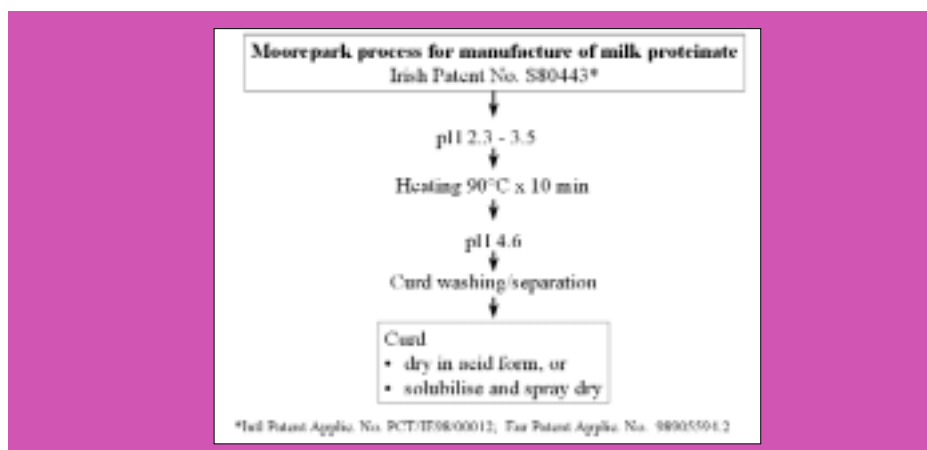 Moorepark process for manufacture of milk proteinate
Irish Patent No. S80443*
pH 2.3 - 3.5
Heating 90°C x 10 min
pH 4.6
Curd washing/separation
Curd
• dry in acid form, or
• solubilise and spray dry
*Intl Patent Applic. No. PCT/IE98/00012; Eur Patent Applic. No. 98905594.2